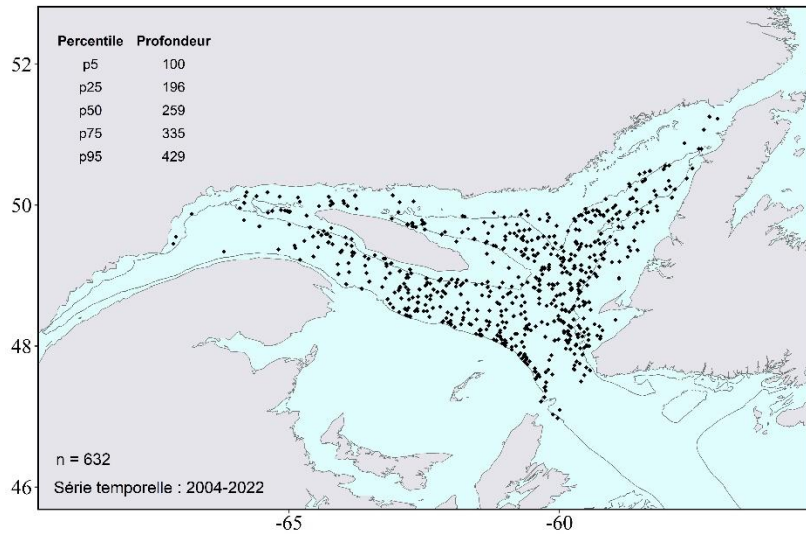 Percentile Profondeur
p5 100
p25 196
p50 259
p75 335
p95 429
52
50
48
46
n = 632
Série temporelle : 2004-2022
-65 -60